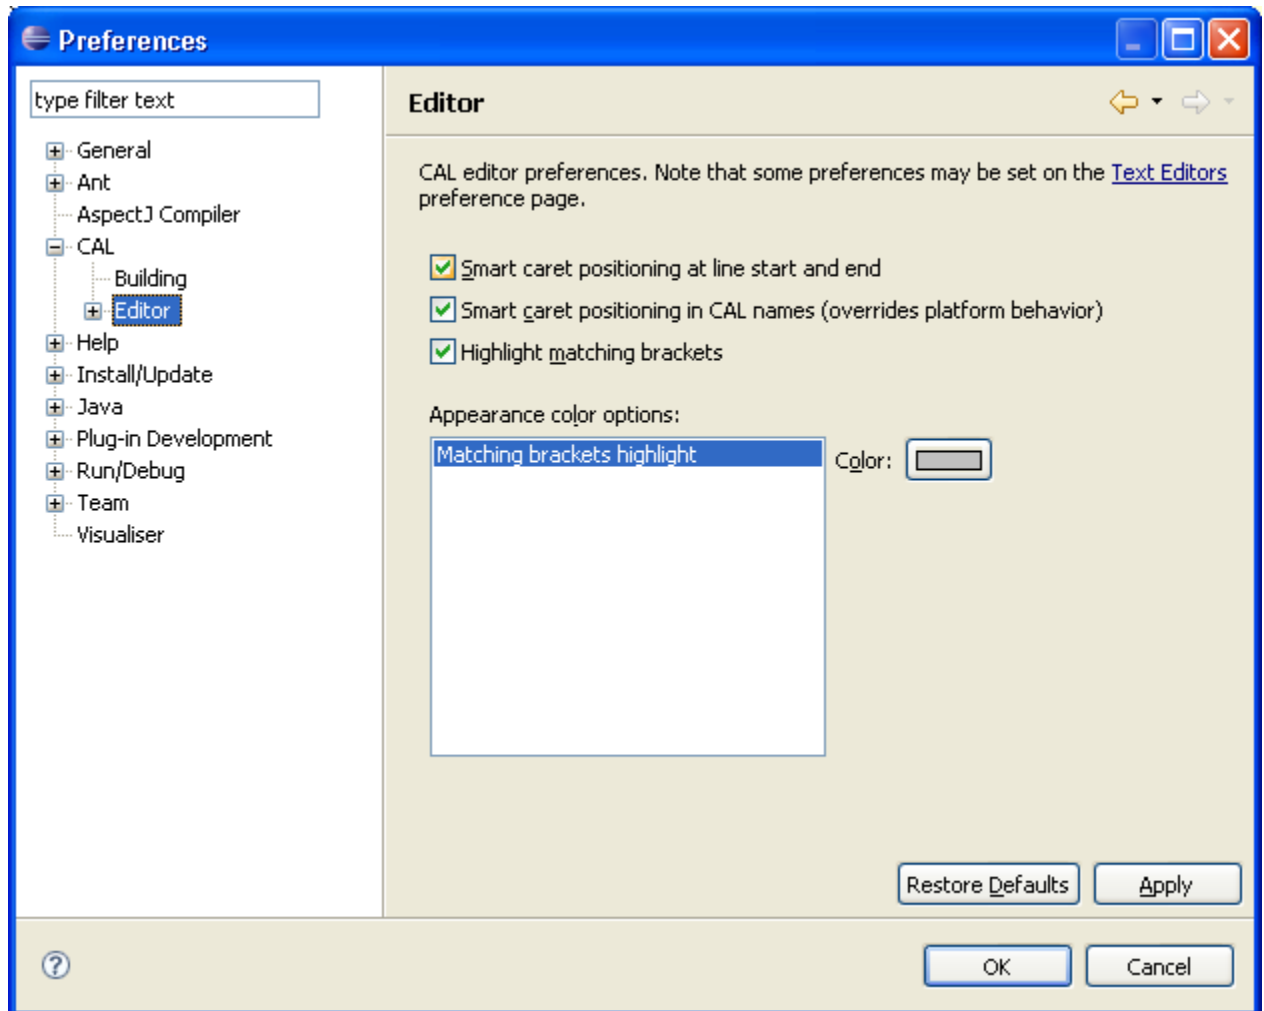 Preferences
type filter text
General
Ant
AspectJ Compiler
CAL
Building
Editor
Help
Install/Update
Java
Plug-in Development
Run/Debug
Team
Visualiser
Editor
CAL editor preferences. Note that some preferences may be set on the Text Editors
preference page.
Smart caret positioning at line start and end
Smart caret positioning in CAL names (overrides platform behavior)
Highlight matching brackets
Appearance color options:
Matching brackets highlight
Color:
Restore Defaults
Apply
?
OK
Cancel